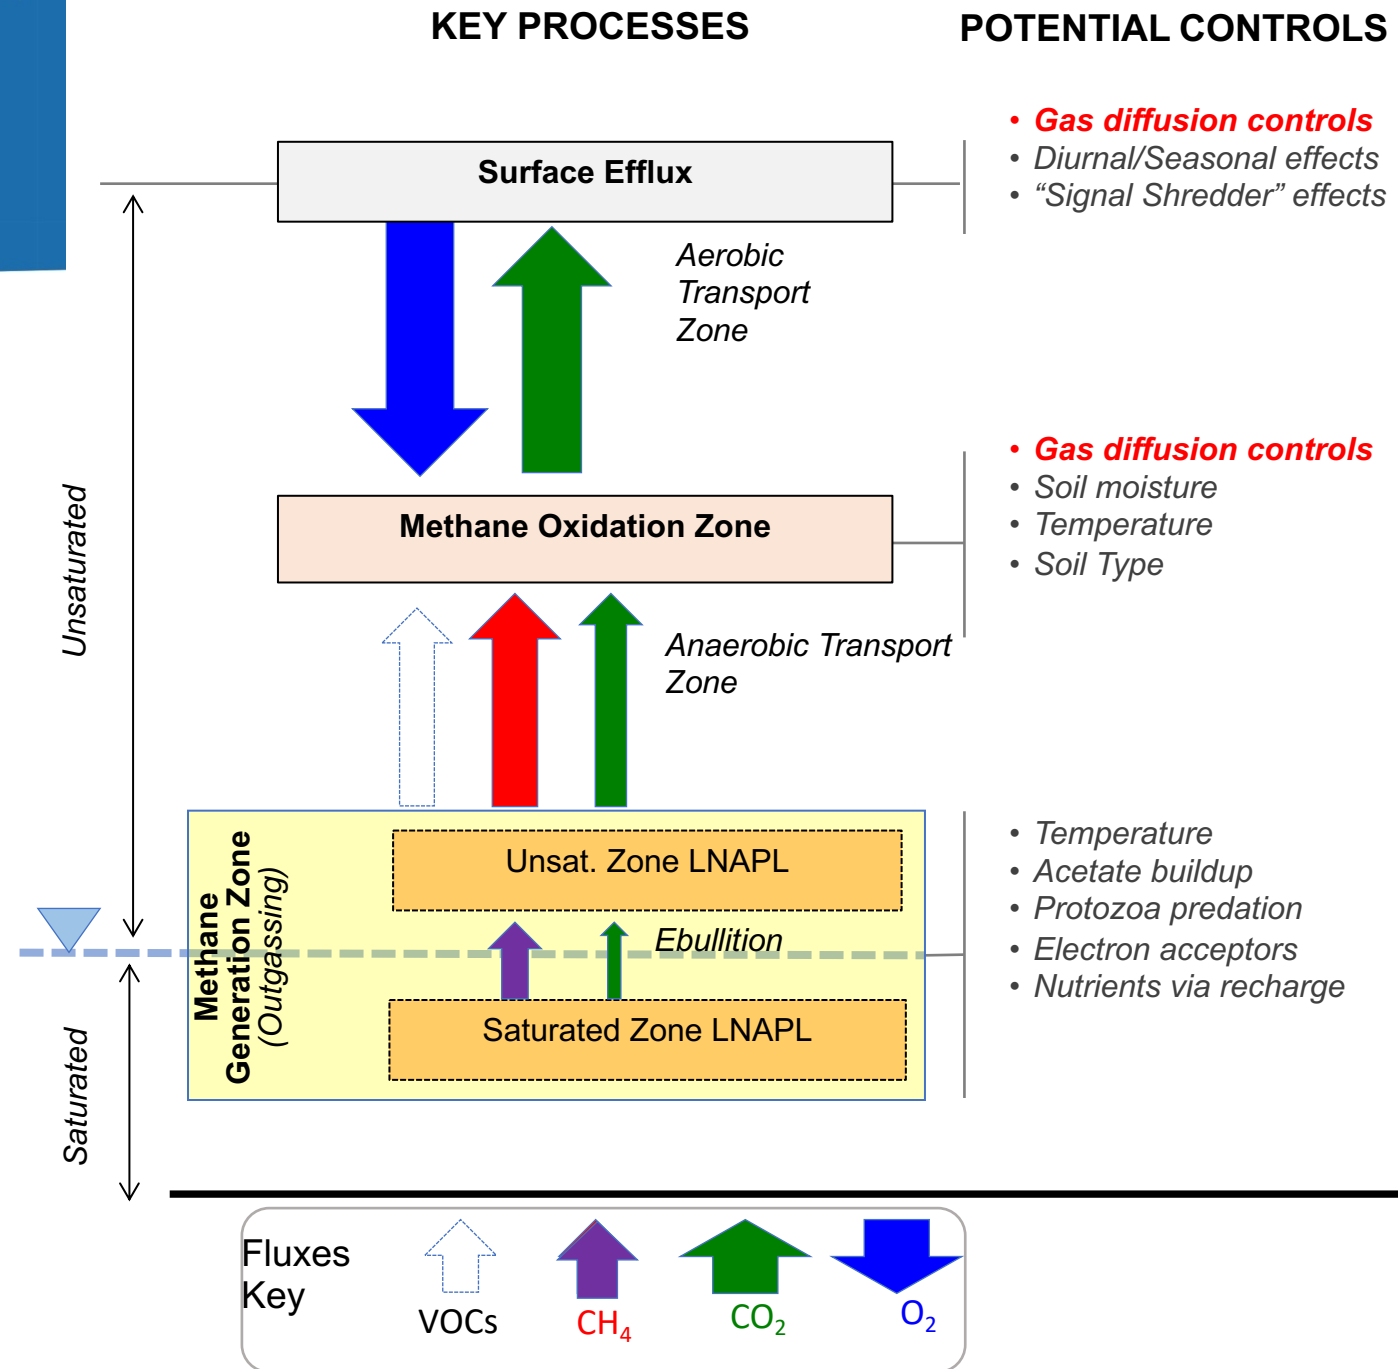 KEY PROCESSES
POTENTIAL CONTROLS
Surface Efflux
• Gas diffusion controls
• Diurnal/Seasonal effects
• “Signal Shredder” effects
Aerobic
Transport
Zone
Unsaturated
Methane Oxidation Zone
• Gas diffusion controls
• Soil moisture
• Temperature
• Soil Type
Anaerobic Transport
Zone
Methane
Generation Zone
(Outgassing)
Unsat. Zone LNAPL
Ebullition
Saturated Zone LNAPL
• Temperature
• Acetate buildup
• Protozoa predation
• Electron acceptors
• Nutrients via recharge
Saturated
Fluxes
Key
VOCs
CH₄
CO₂
O₂